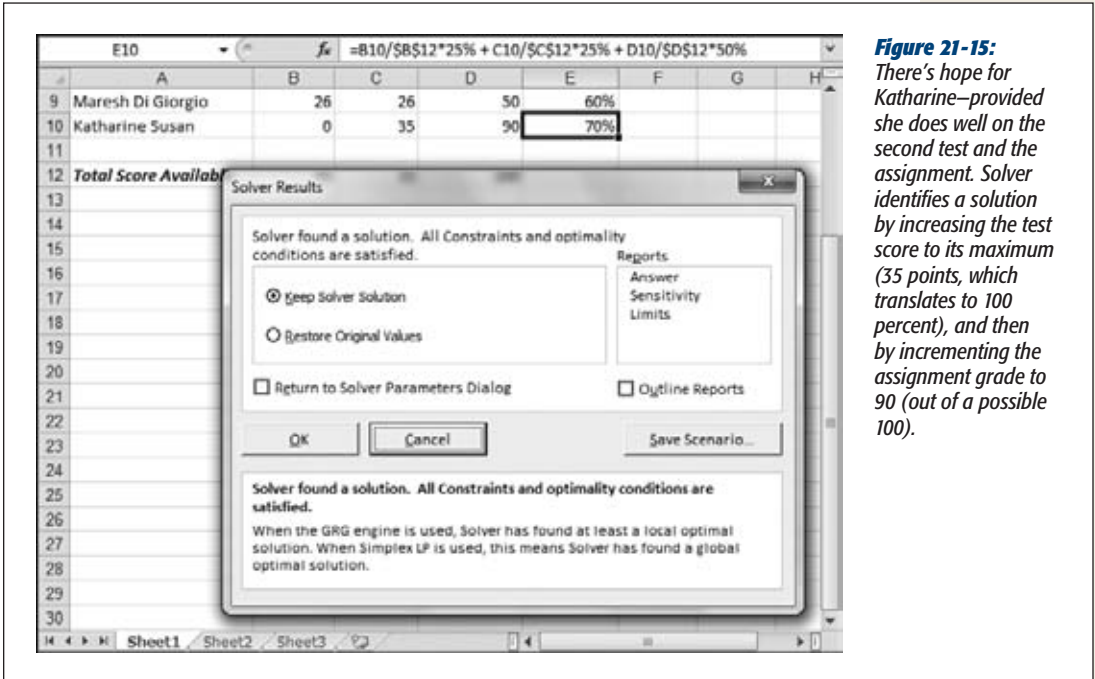 E10 fx =B10/$B$12*25% + C10/$C$12*25% + D10/$D$12*50%
A B C D E F G H
9 Maresh Di Giorgio 26 26 50 60%
10 Katharine Susan 0 35 90 70%
11
12 Total Score Availab
13
14
15
16
17
18
19
20
21
22
23
24
25
26
27
28
29
30
Solver Results
Solver found a solution. All Constraints and optimality
conditions are satisfied.
Keep Solver Solution
Restore Original Values
Reports
Answer
Sensitivity
Limits
Return to Solver Parameters Dialog
Outline Reports
OK
Cancel
Save Scenario...
Solver found a solution. All Constraints and optimality conditions are
satisfied.
When the GRG engine is used, Solver has found at least a local optimal
solution. When Simplex LP is used, this means Solver has found a global
optimal solution.
Sheet1 Sheet2 Sheet3
Figure 21-15:
There's hope for
Katharine—provided
she does well on the
second test and the
assignment. Solver
identifies a solution
by increasing the test
score to its maximum
(35 points, which
translates to 100
percent), and then
by incrementing the
assignment grade to
90 (out of a possible
100).